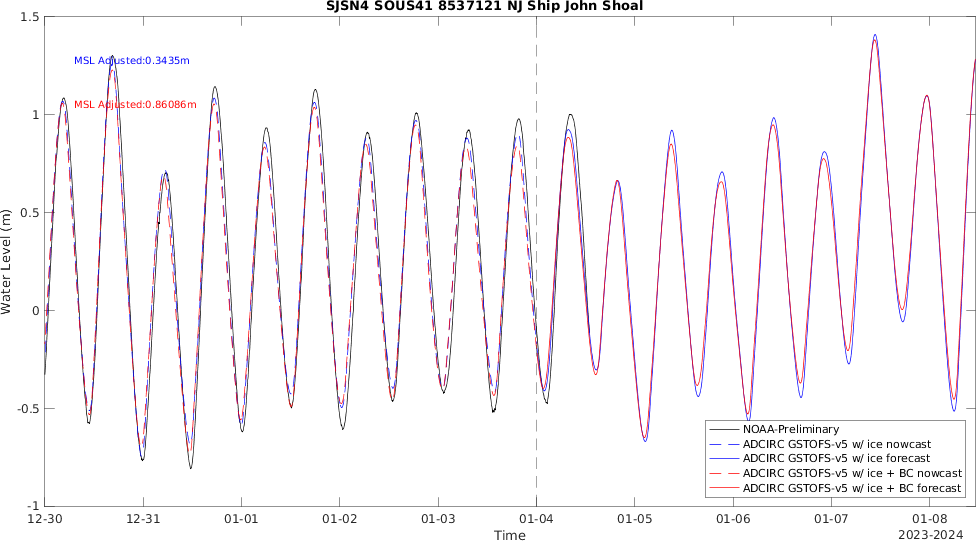 SJSN4 SOUS41 8537121 NJ Ship John Shoal
1.5
1
0.5
0
-0.5
-1
Water Level (m)
MSL Adjusted:0.3435m
MSL Adjusted:0.86086m
NOAA-Preliminary
ADCIRC GSTOFS-v5 w/ ice nowcast
ADCIRC GSTOFS-v5 w/ ice forecast
ADCIRC GSTOFS-v5 w/ ice + BC nowcast
ADCIRC GSTOFS-v5 w/ ice + BC forecast
12-30 12-31 01-01 01-02 01-03 01-04 01-05 01-06 01-07 01-08
Time
2023-2024